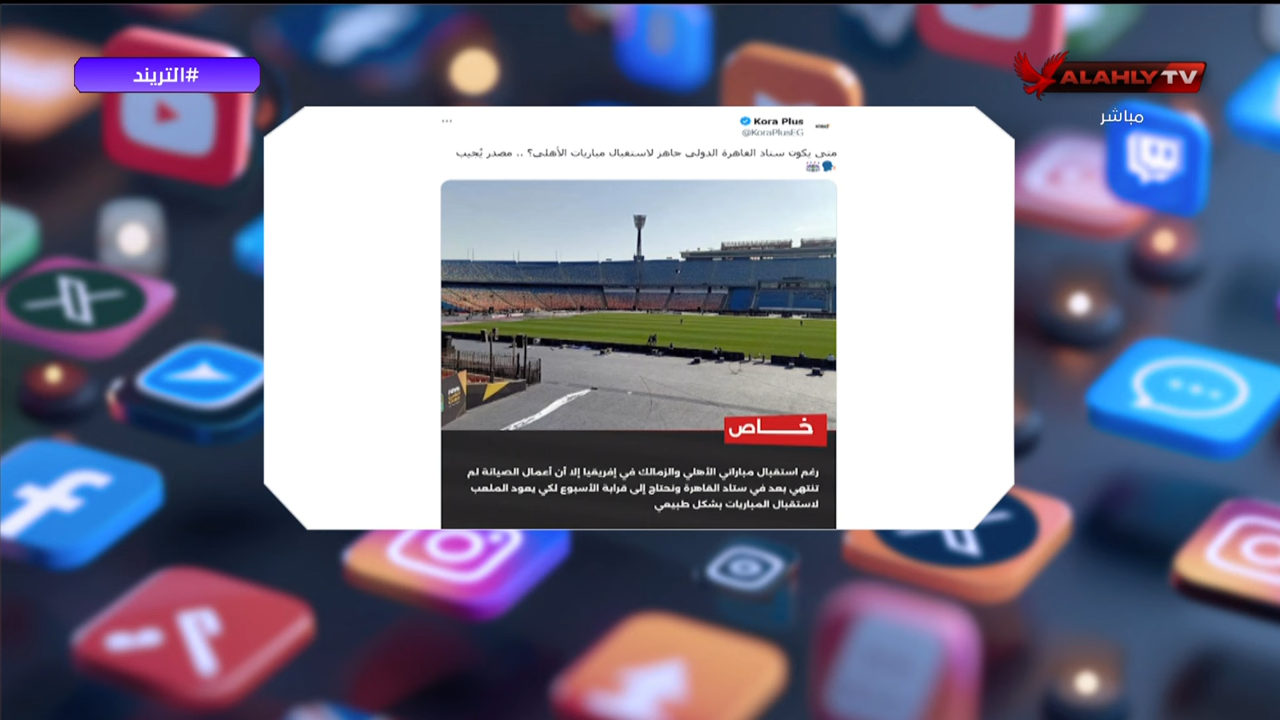 #التريند
ALAHLY TV
مباشر
Kora Plus
@KoraPlusEG
متى يكون ستاد القاهرة الدولي جاهز لاستقبال مباريات الأهلي؟ .. مصدر يُجيب
خـــاص
رغم استقبال مباراتي الأهلي والزمالك في إفريقيا إلا أن أعمال الصيانة لم
تنتهي بعد في ستاد القاهرة ونحتاج إلى قرابة الأسبوع لكي يعود الملعب
لاستقبال المباريات بشكل طبيعي